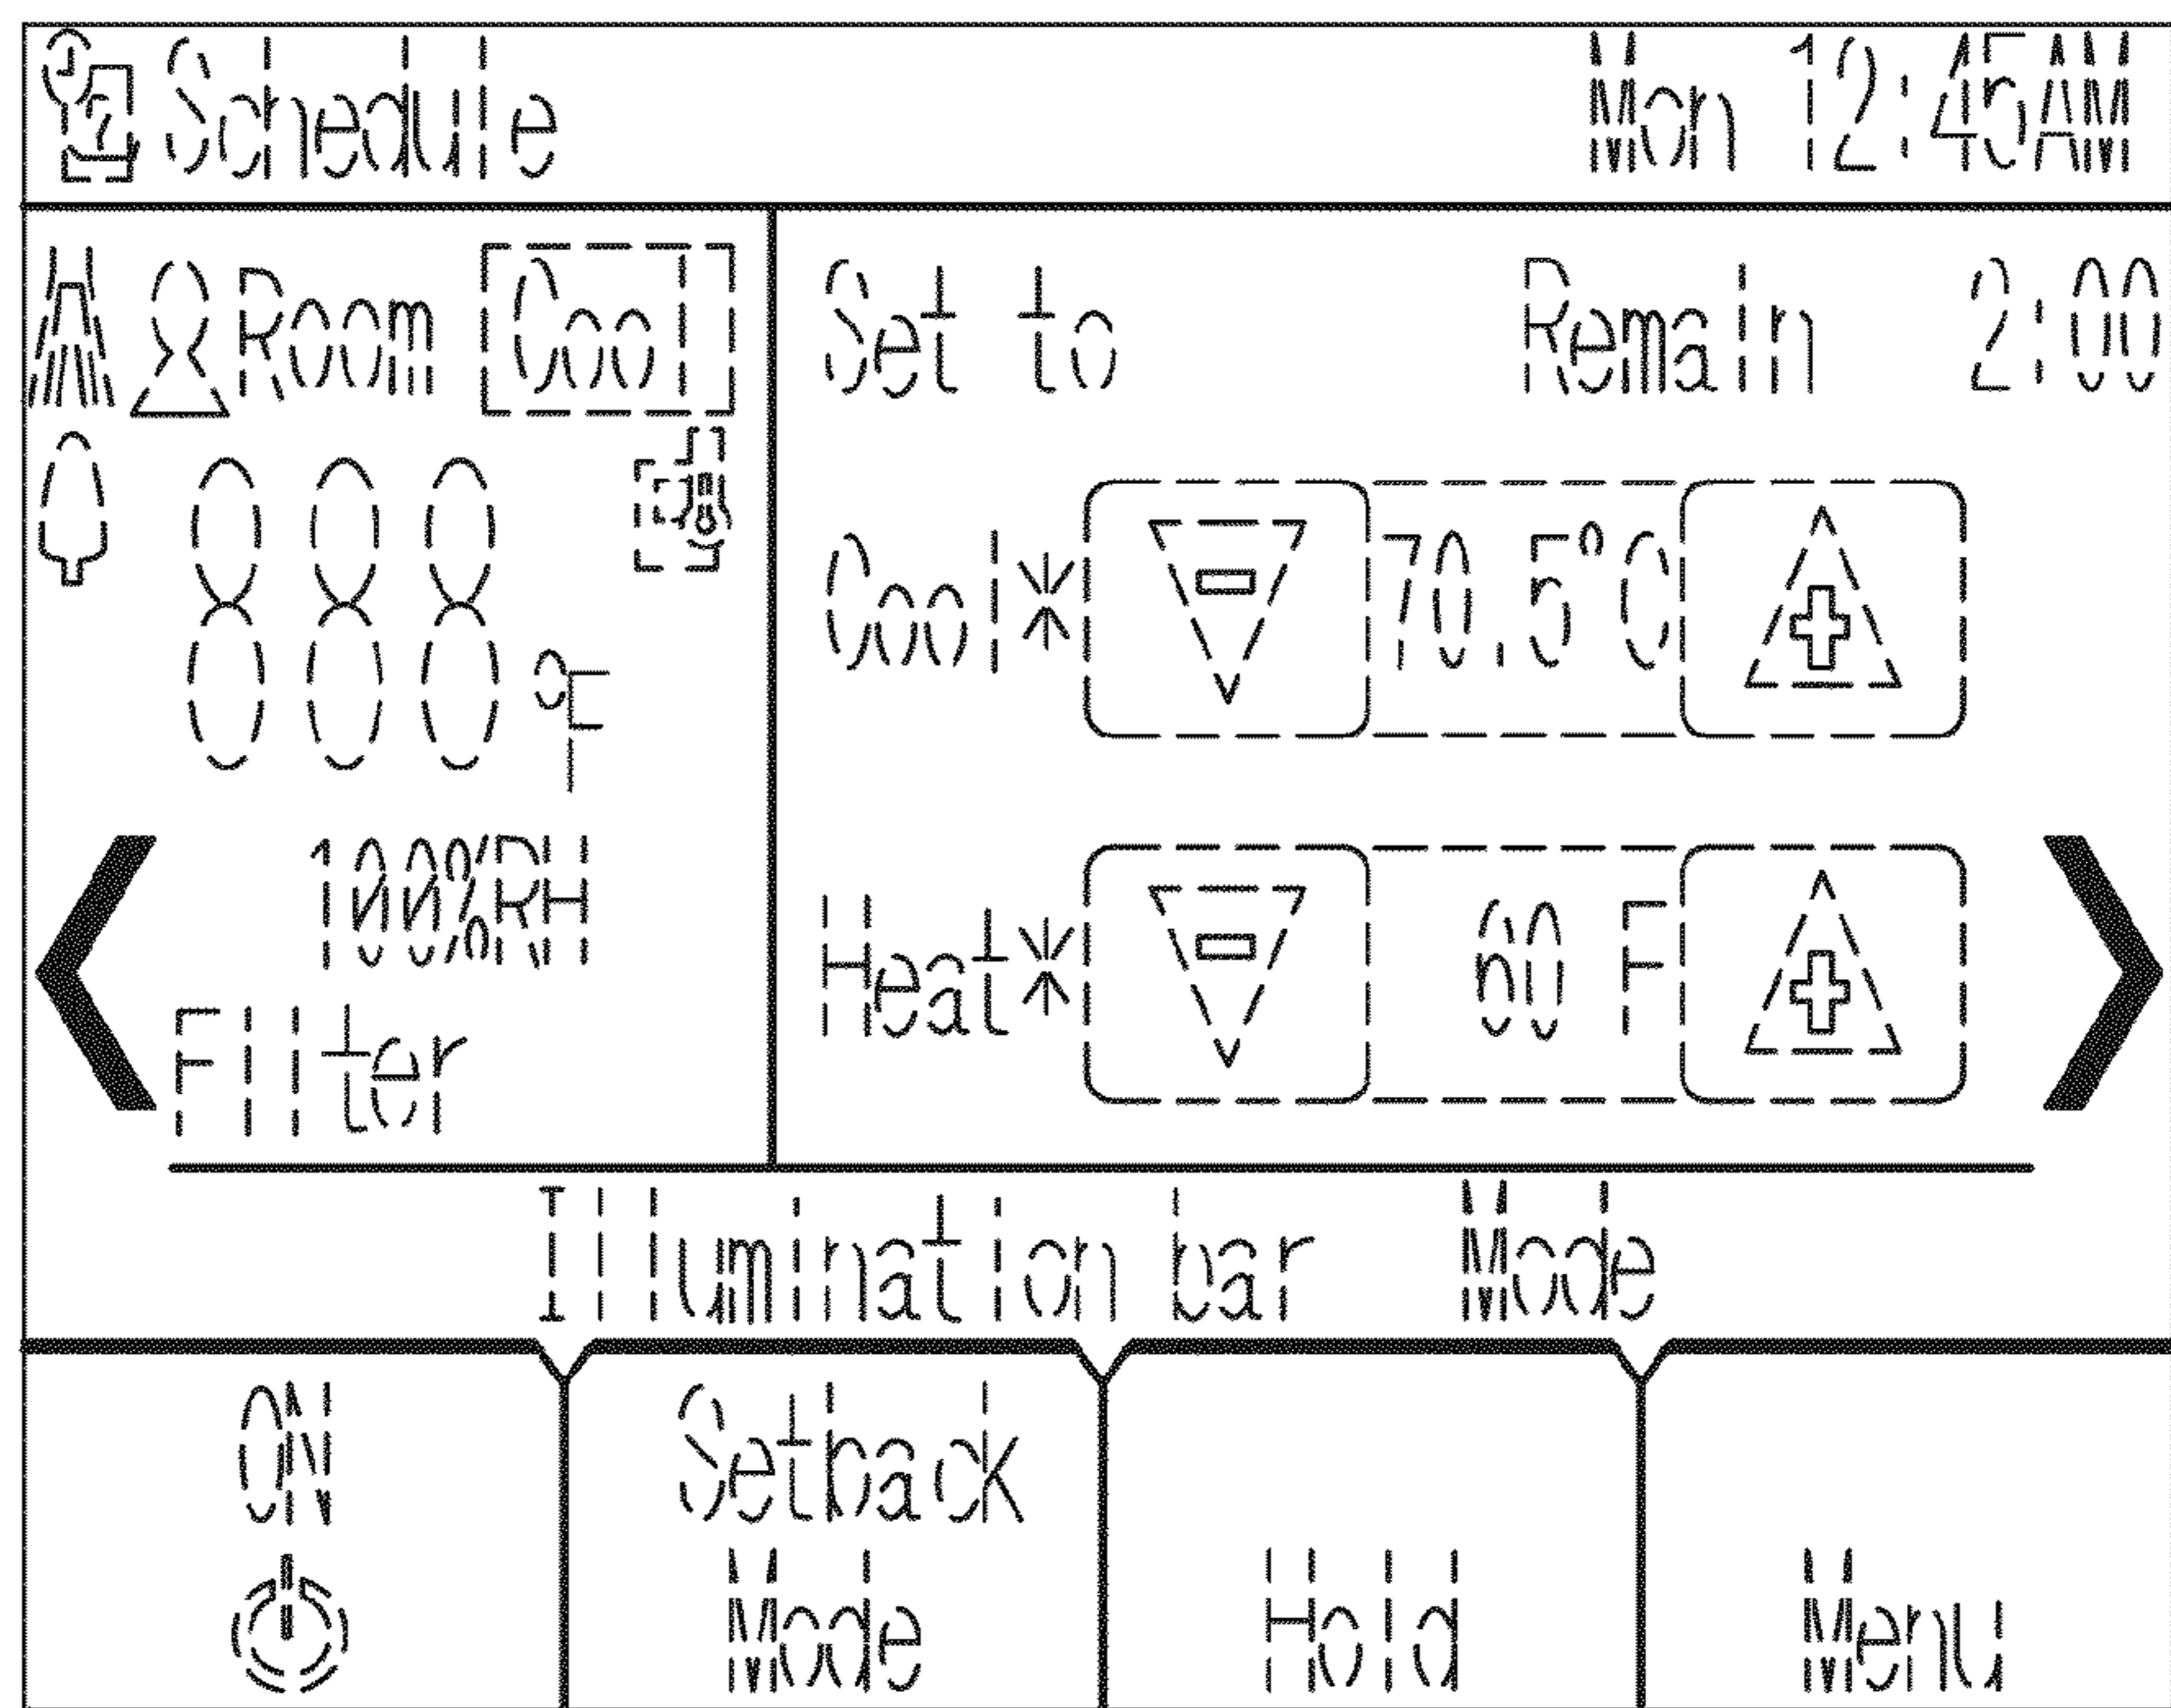 Schedule Mon 12:45AM
Room Cool Set to Remain 2:00
888°F Cool* 70.5°C
100%RH Heat* 60 F
Filter
Illumination bar Mode
ON Setback
Mode Hold Menu